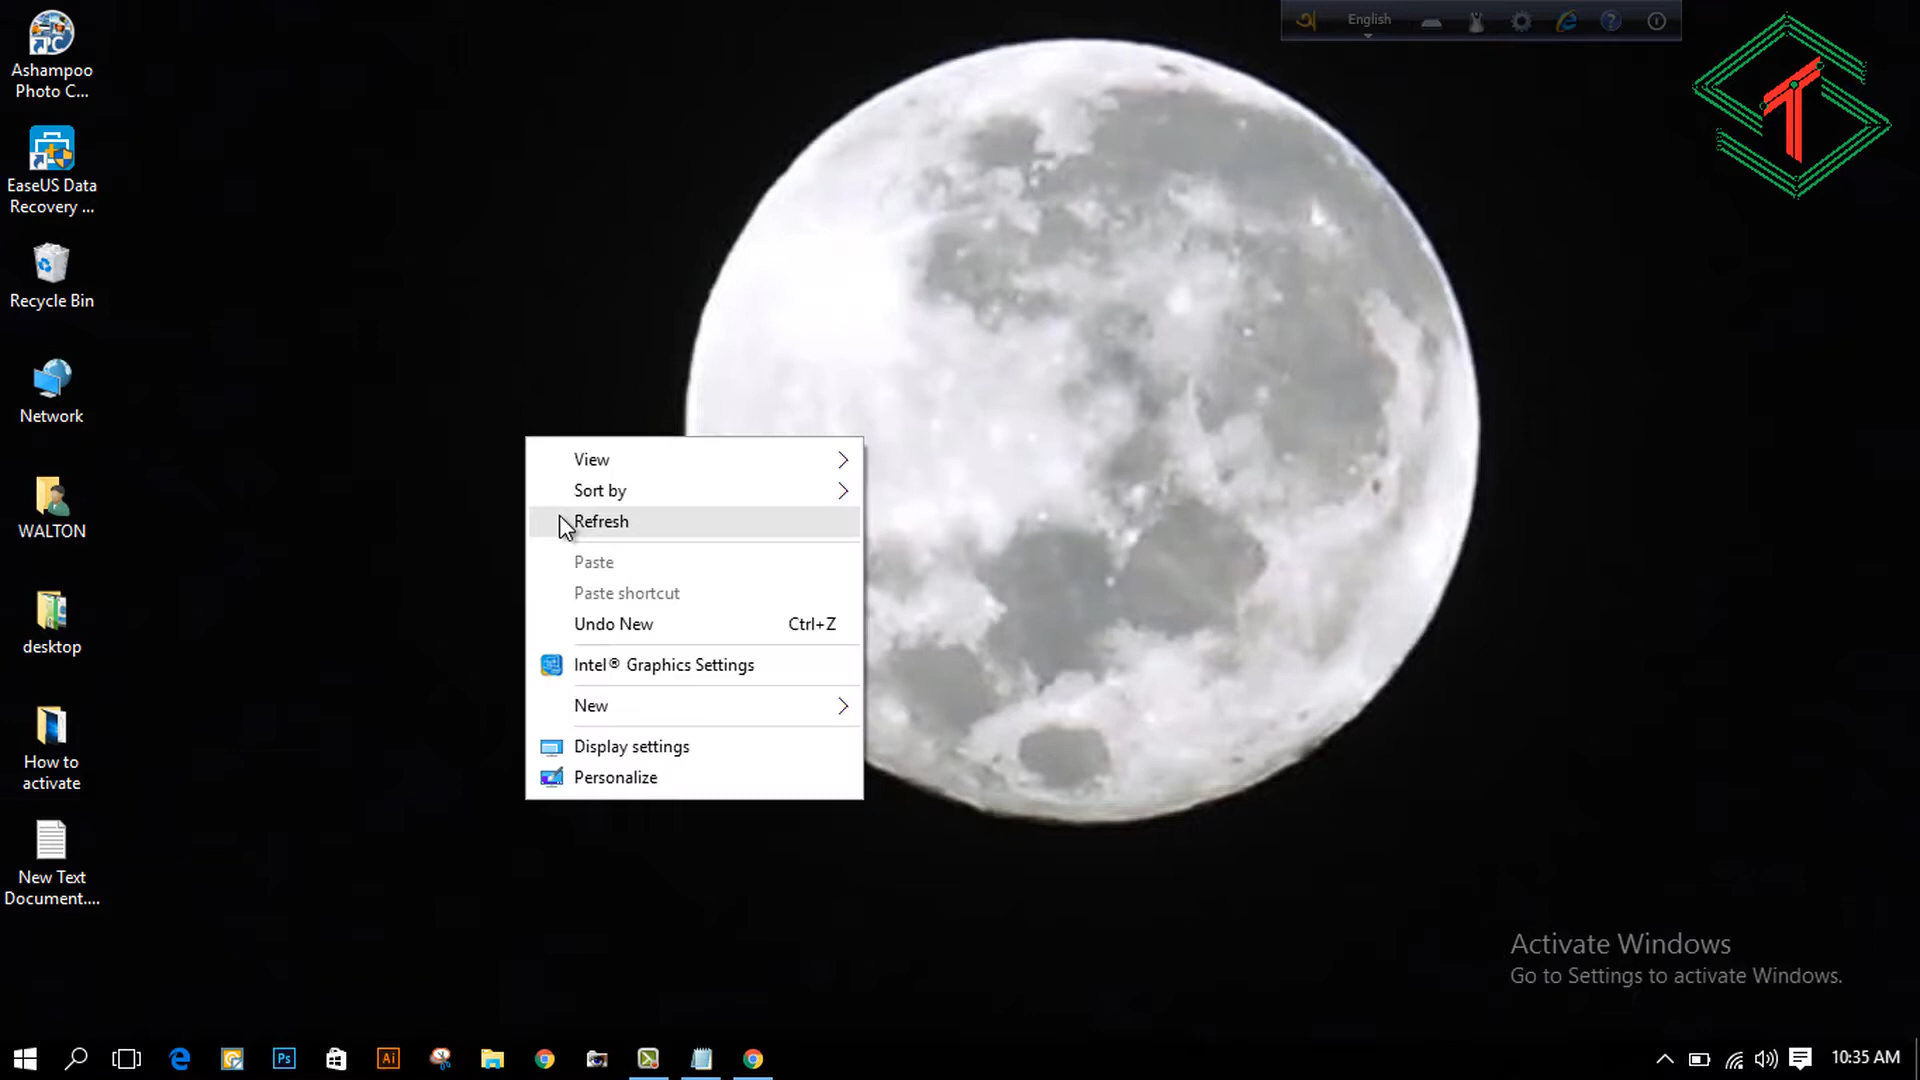 Ashampoo
Photo C...
EaseUS Data
Recovery ...
Recycle Bin
Network
WALTON
desktop
How to
activate
New Text
Document....
অ English
View
Sort by
Refresh
Paste
Paste shortcut
Undo New Ctrl+Z
Intel® Graphics Settings
New
Display settings
Personalize
Activate Windows
Go to Settings to activate Windows.
Ps
Ai
10:35 AM